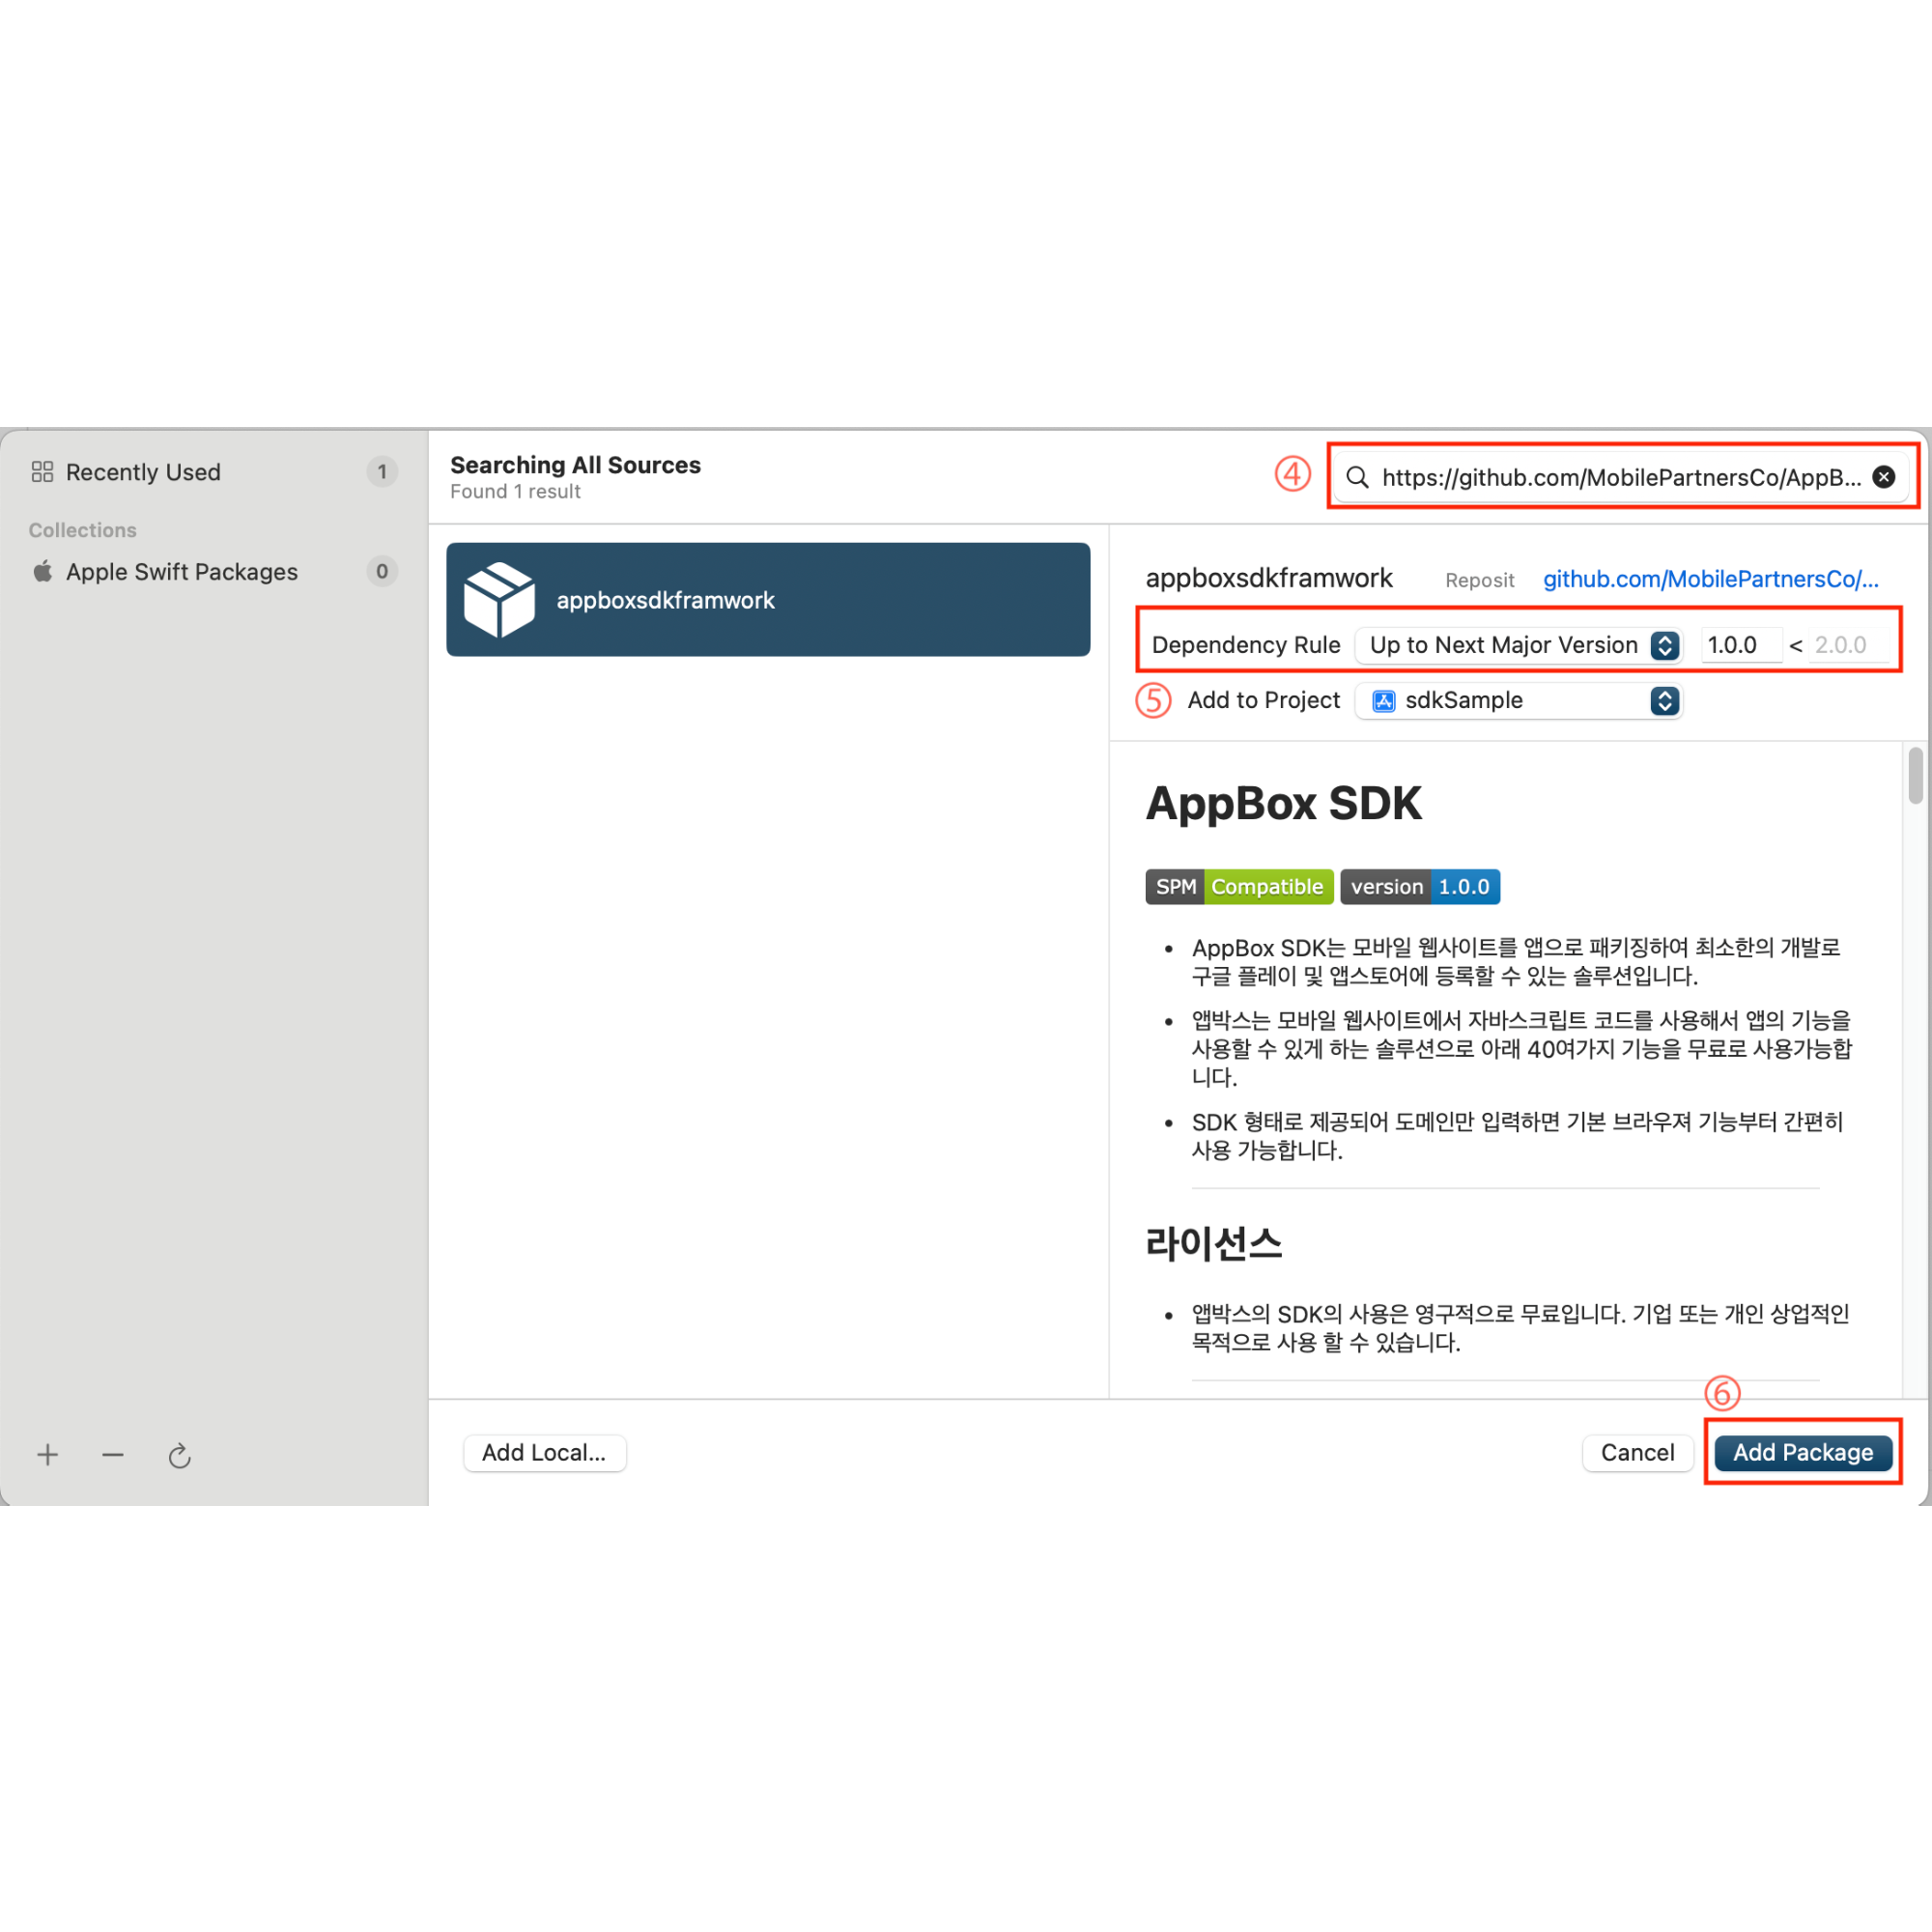 Recently Used 1
Collections
Apple Swift Packages 0
Searching All Sources
Found 1 result
④ https://github.com/MobilePartnersCo/AppB...
appboxsdkframwork
appboxsdkframwork Reposit github.com/MobilePartnersCo/...
Dependency Rule Up to Next Major Version 1.0.0 < 2.0.0
⑤ Add to Project sdkSample
AppBox SDK
SPM Compatible version 1.0.0
• AppBox SDK는 모바일 웹사이트를 앱으로 패키징하여 최소한의 개발로
구글 플레이 및 앱스토어에 등록할 수 있는 솔루션입니다.
• 앱박스는 모바일 웹사이트에서 자바스크립트 코드를 사용해서 앱의 기능을
사용할 수 있게 하는 솔루션으로 아래 40여가지 기능을 무료로 사용가능합
니다.
• SDK 형태로 제공되어 도메인만 입력하면 기본 브라우져 기능부터 간편히
사용 가능합니다.
라이선스
• 앱박스의 SDK의 사용은 영구적으로 무료입니다. 기업 또는 개인 상업적인
목적으로 사용 할 수 있습니다.
⑥
Add Local... Cancel Add Package